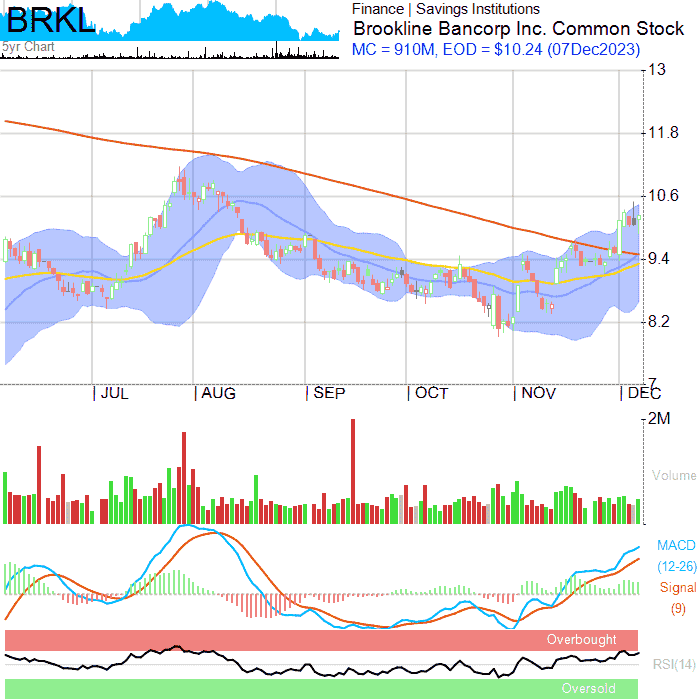 BRKL
5yr Chart
Finance | Savings Institutions
Brookline Bancorp Inc. Common Stock
MC = 910M, EOD = $10.24 (07Dec2023)
13
11.8
10.6
9.4
8.2
7
JUL AUG SEP OCT NOV DEC
2M
Volume
MACD
(12-26)
Signal
(9)
Overbought
RSI(14)
Oversold